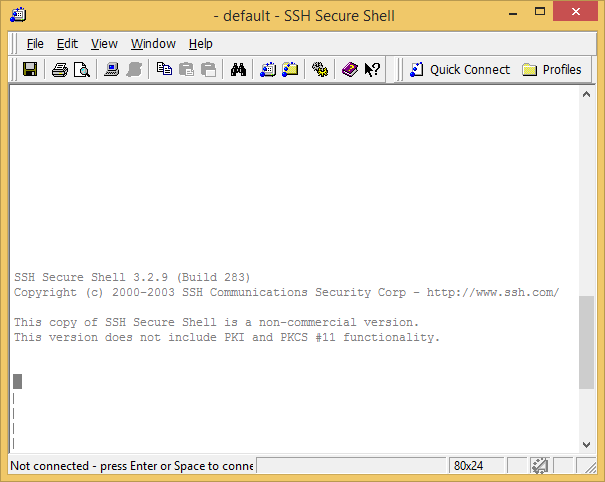 - default - SSH Secure Shell
File Edit View Window Help
Quick Connect Profiles
SSH Secure Shell 3.2.9 (Build 283)
Copyright (c) 2000-2003 SSH Communications Security Corp - http://www.ssh.com/
This copy of SSH Secure Shell is a non-commercial version.
This version does not include PKI and PKCS #11 functionality.
Not connected - press Enter or Space to conne
80x24